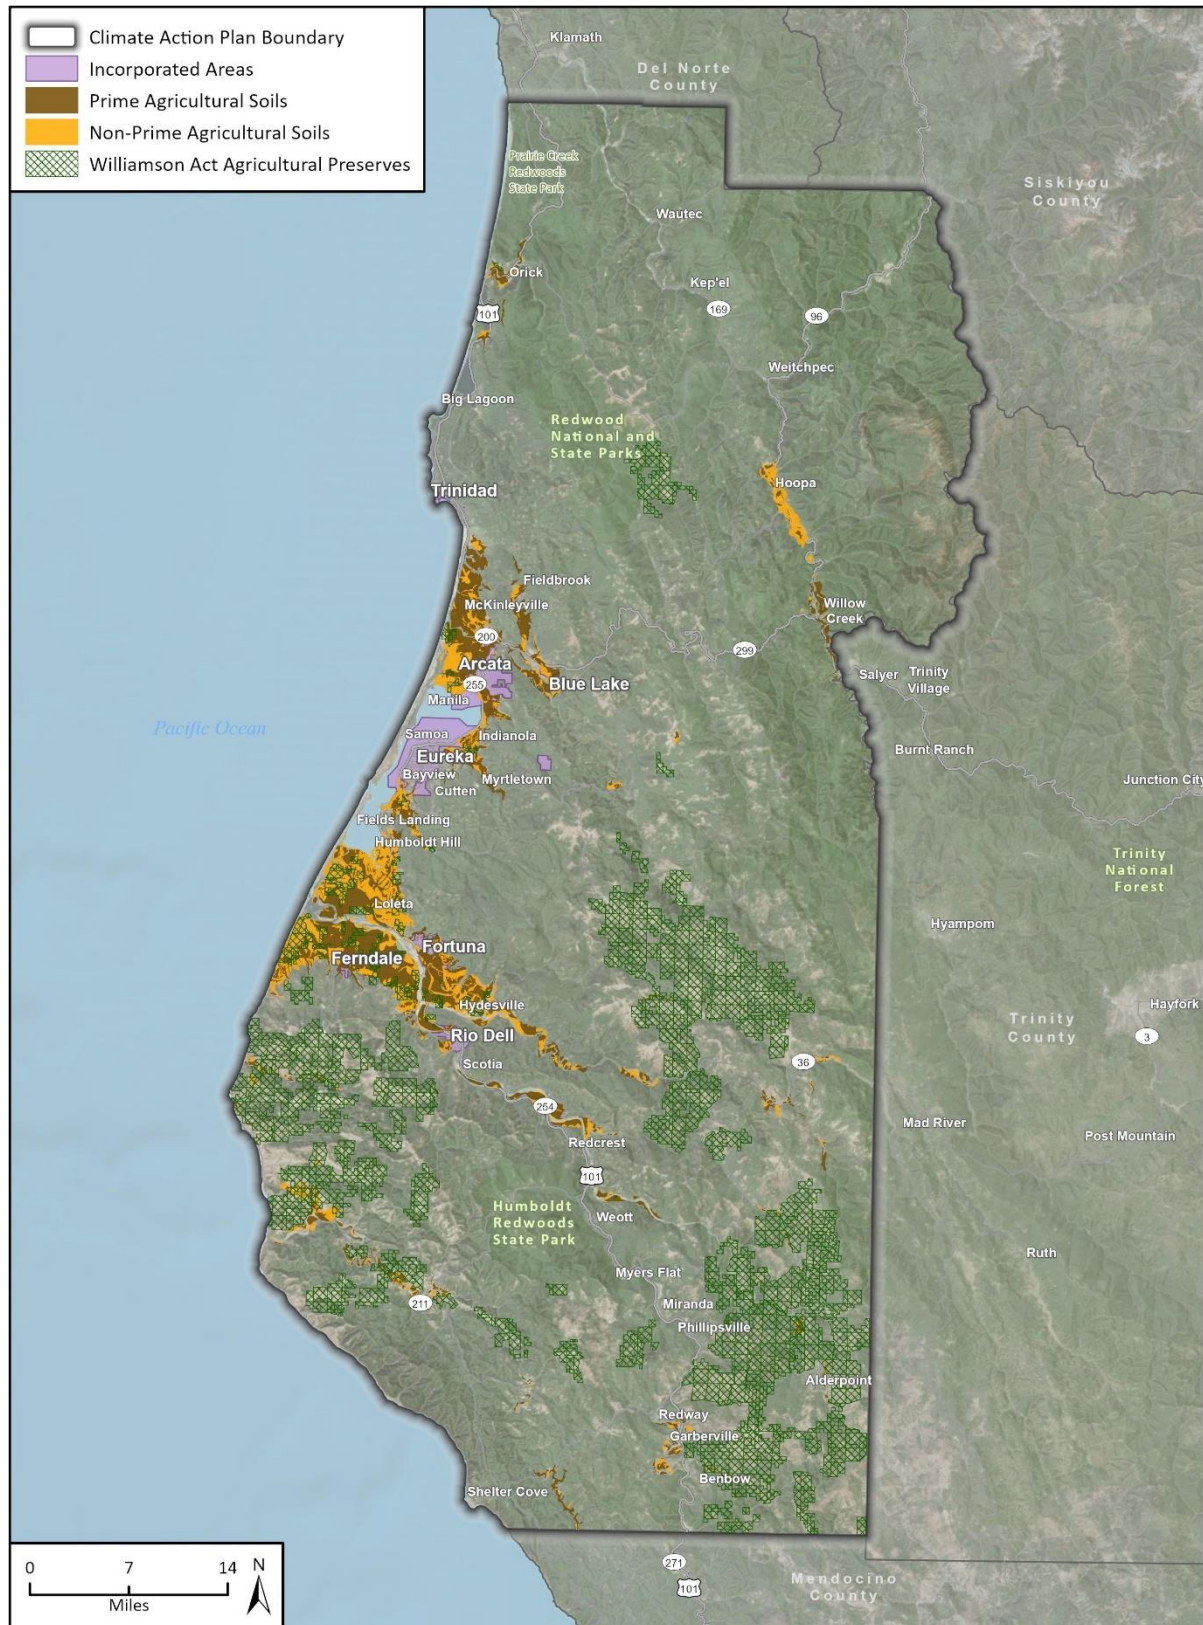 Climate Action Plan Boundary
Incorporated Areas
Prime Agricultural Soils
Non-Prime Agricultural Soils
Williamson Act Agricultural Preserves
Klamath
Del Norte
County
Prairie Creek
Redwoods
State Park
Siskiyou
County
Wautec
Orick
Kep'el
101
169
96
Weitchpec
Big Lagoon
Redwood
National and
State Parks
Hoopa
Trinidad
Fieldbrook
McKinleyville
Willow
Creek
200
299
Arcata
255
Blue Lake
Salyer
Trinity
Village
Manila
Pacific Ocean
Samoa
Indianola
Eureka
Burnt Ranch
Bayview
Myrtletown
Junction City
Cutten
Fields Landing
Humboldt Hill
Trinity
National
Forest
Loleta
Hyampom
Fortuna
Ferndale
Hydesville
Hayfork
Trinity
County
Rio Dell
3
Scotia
36
254
Mad River
Redcrest
Post Mountain
101
Humboldt
Redwoods
State Park
Weott
Ruth
Myers Flat
211
Miranda
Phillipsville
Alderpoint
Redway
Garberville
Benbow
Shelter Cove
271
101
Mendocino
County
0 7 14
Miles
N